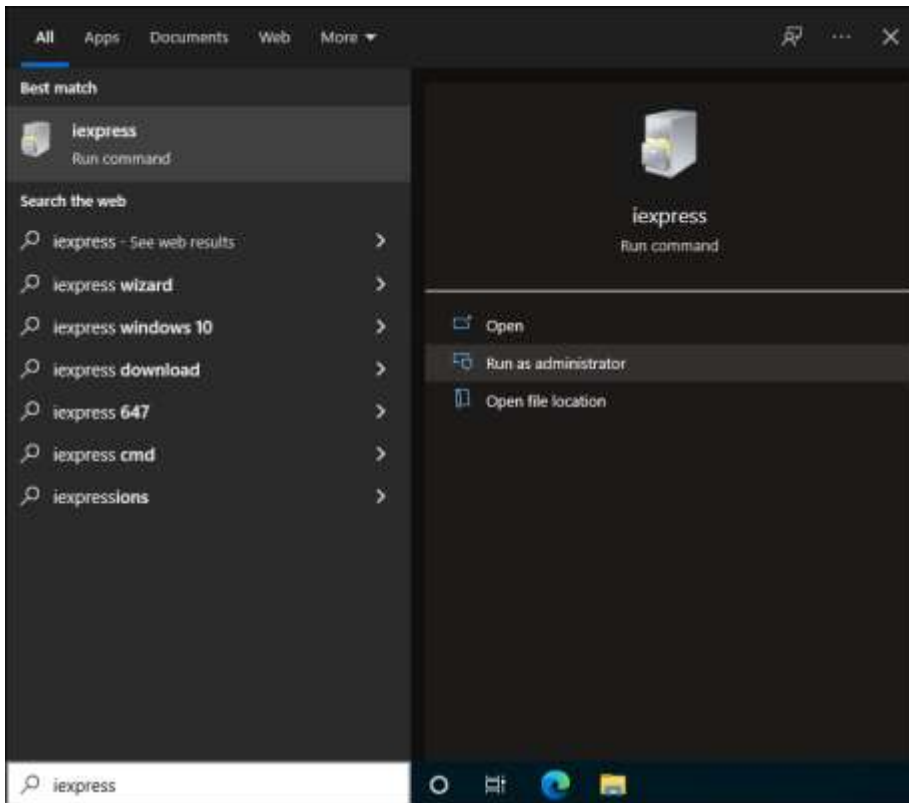 All Apps Documents Web More
Best match
iexpress
Run command
Search the web
iexpress - See web results
iexpress wizard
iexpress windows 10
iexpress download
iexpress 647
iexpress cmd
iexpressions
iexpress
Run command
Open
Run as administrator
Open file location
iexpress